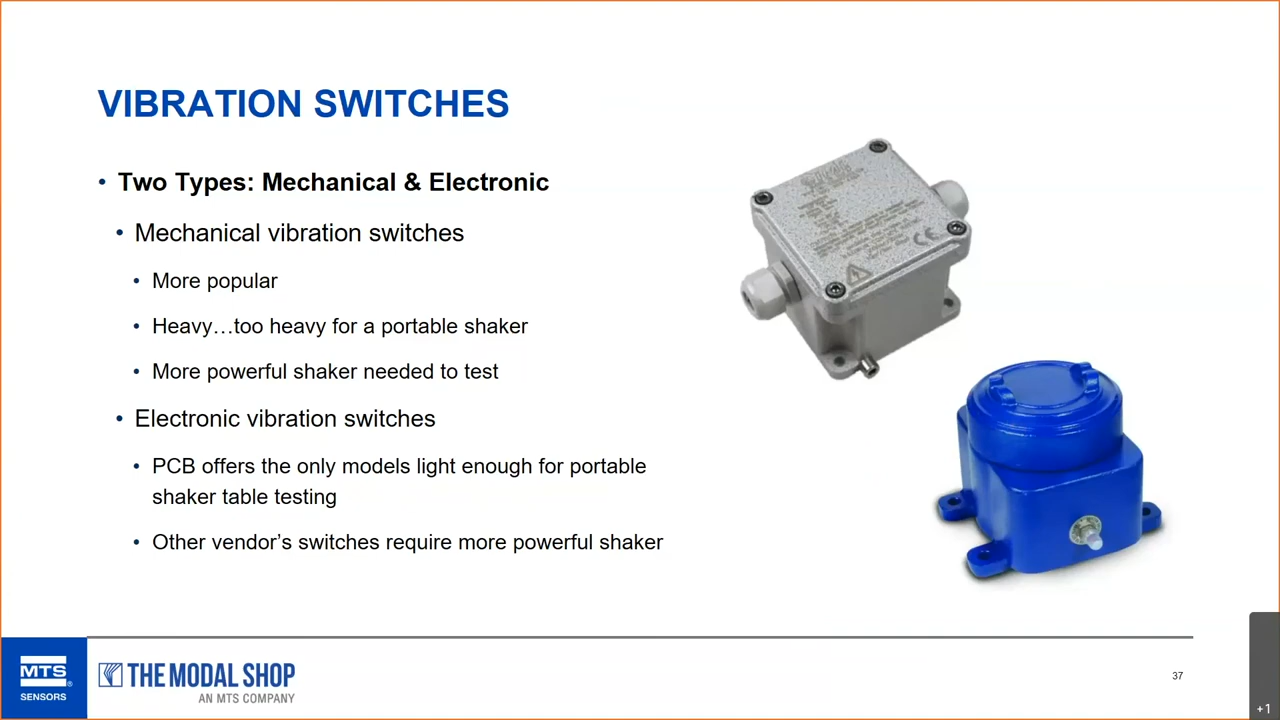 VIBRATION SWITCHES
• Two Types: Mechanical & Electronic
• Mechanical vibration switches
• More popular
• Heavy…too heavy for a portable shaker
• More powerful shaker needed to test
• Electronic vibration switches
• PCB offers the only models light enough for portable
shaker table testing
• Other vendor’s switches require more powerful shaker
CE
MTS®
SENSORS
THE MODAL SHOP
AN MTS COMPANY
37
+1